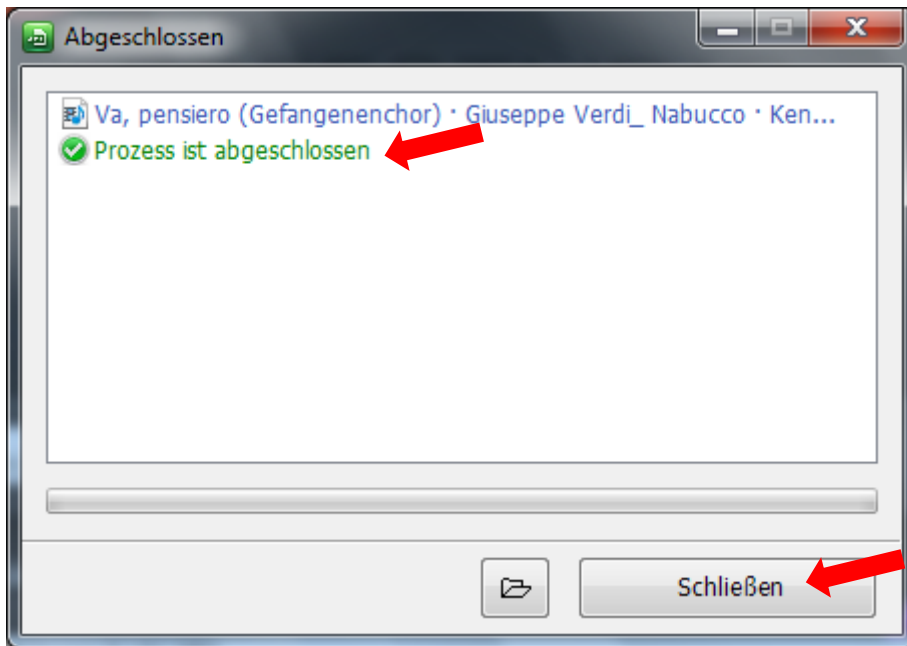 Abgeschlossen
Va, pensiero (Gefangenenchor) · Giuseppe Verdi_ Nabucco · Ken...
Prozess ist abgeschlossen
Schließen